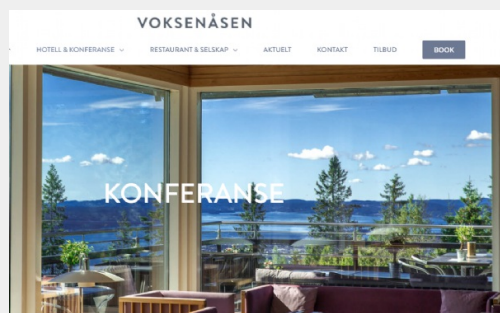 VOKSENÅSEN
HOTELL & KONFERANSE RESTAURANT & SELSKAP AKTUELT KONTAKT TILBUD BOOK
KONFERANSE